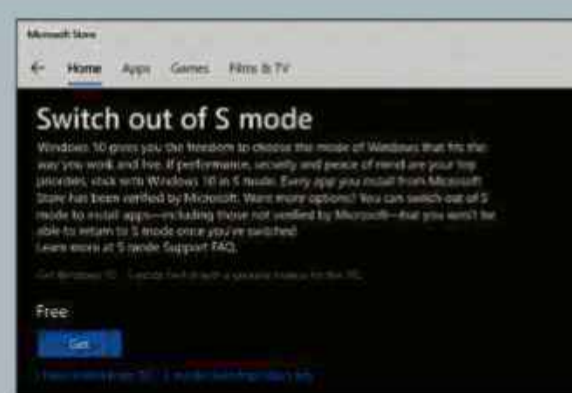 Microsoft Store
Home Apps Games Films & TV
Switch out of S mode
Windows 10 gives you the freedom to choose the mode of Windows that fits the
way you work and live. If performance, security and peace of mind are your top
priorities, stick with Windows 10 in S mode. Every app you install from Microsoft
Store has been verified by Microsoft. Want more options? You can switch out of S
mode to install apps—including those not verified by Microsoft—but you won't be
able to return to S mode once you've switched.
Learn more at S mode Support FAQ.
Free
Get